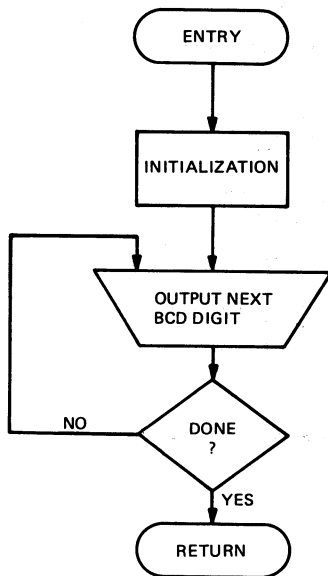 ENTRY
INITIALIZATION
OUTPUT NEXT
BCD DIGIT
DONE
?
NO
YES
RETURN